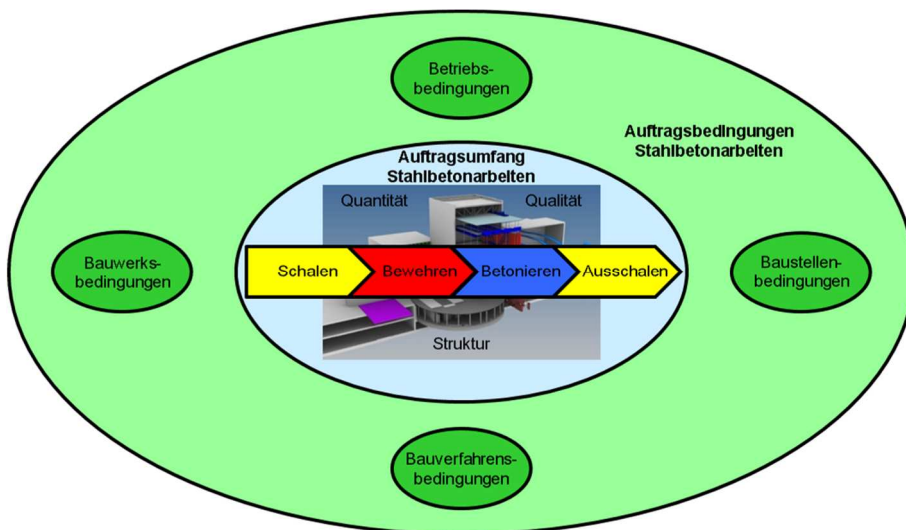 Betriebs-
bedingungen
Auftragsbedingungen
Stahlbetonarbeiten
Auftragsumfang
Stahlbetonarbeiten
Quantität
Qualität
Bauwerks-
bedingungen
Schalen
Bewehren
Betonieren
Ausschalen
Baustellen-
bedingungen
Struktur
Bauverfahrens-
bedingungen